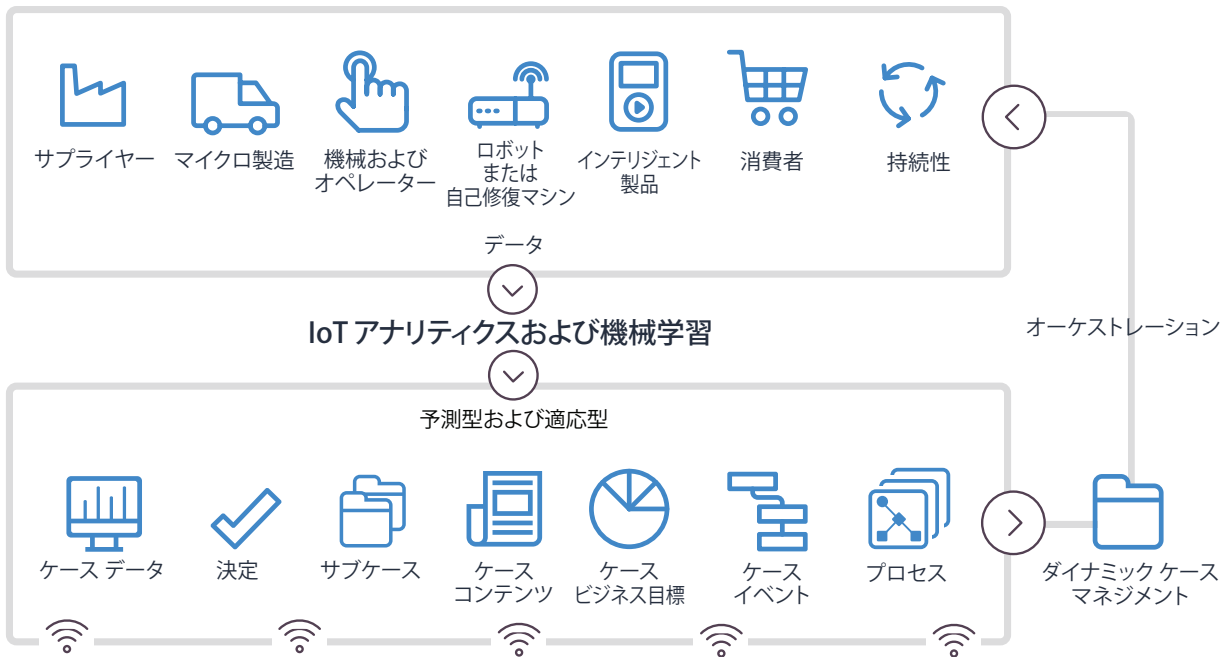 サプライヤー
マイクロ製造
機械および
オペレーター
ロボット
または
自己修復マシン
インテリジェント
製品
消費者
持続性
データ
IoT アナリティクスおよび機械学習
オーケストレーション
予測型および適応型
ケース データ
決定
サブケース
ケース
コンテンツ
ケース
ビジネス目標
ケース
イベント
プロセス
ダイナミック ケース
マネジメント